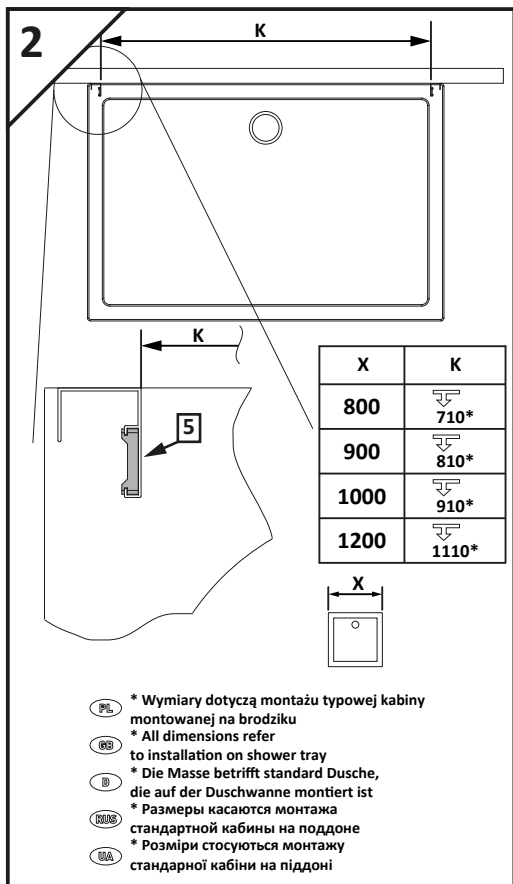 2
K
K
5
X K
800 710*
900 810*
1000 910*
1200 1110*
X
PL * Wymiary dotyczą montażu typowej kabiny
montowanej na brodziku
GB * All dimensions refer
to installation on shower tray
D * Die Masse betrifft standard Dusche,
die auf der Duschwanne montiert ist
RUS * Размеры касаются монтажа
стандартной кабины на поддоне
UA * Розміри стосуються монтажу
стандарної кабіни на піддоні